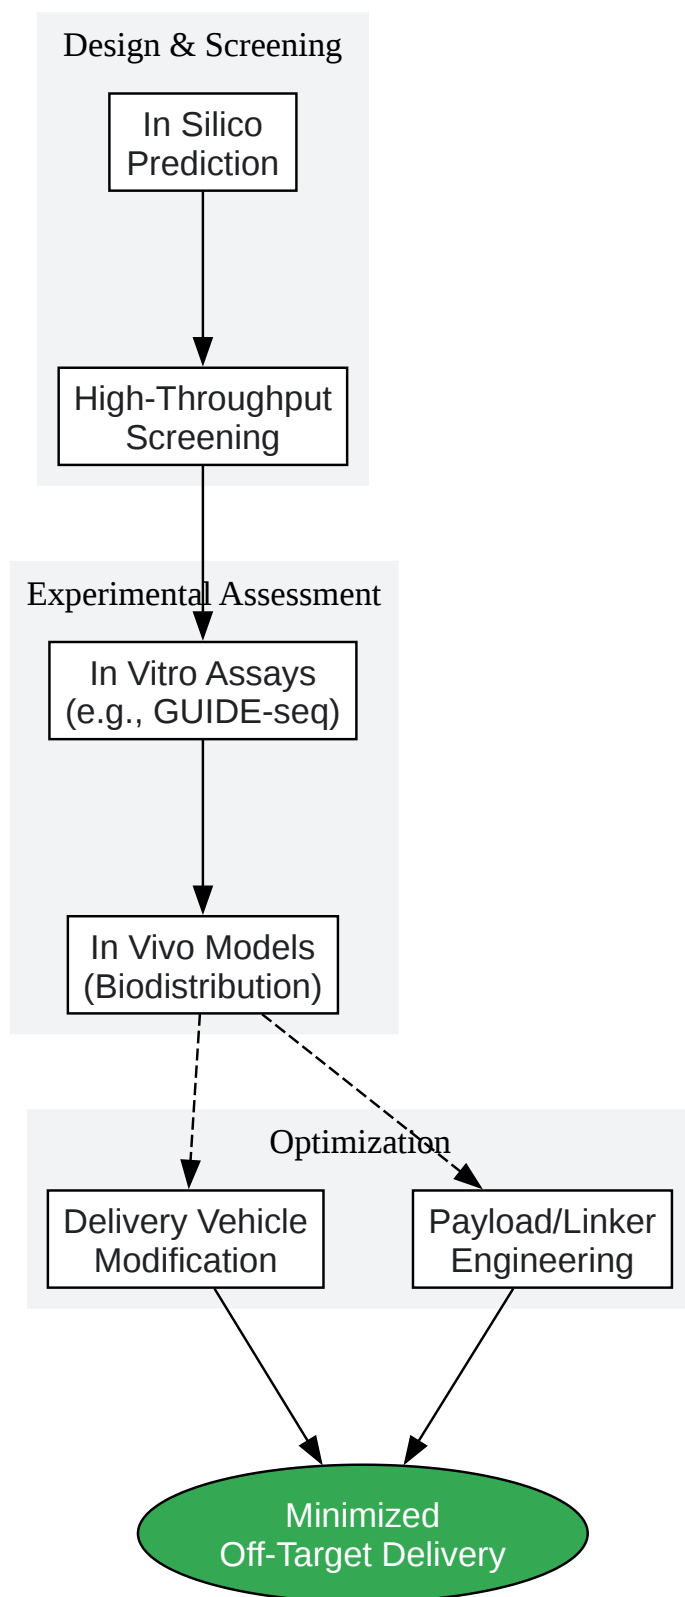 Design & Screening
In Silico
Prediction
High-Throughput
Screening
Experimental Assessment
In Vitro Assays
(e.g., GUIDE-seq)
In Vivo Models
(Biodistribution)
Optimization
Delivery Vehicle
Modification
Payload/Linker
Engineering
Minimized
Off-Target Delivery